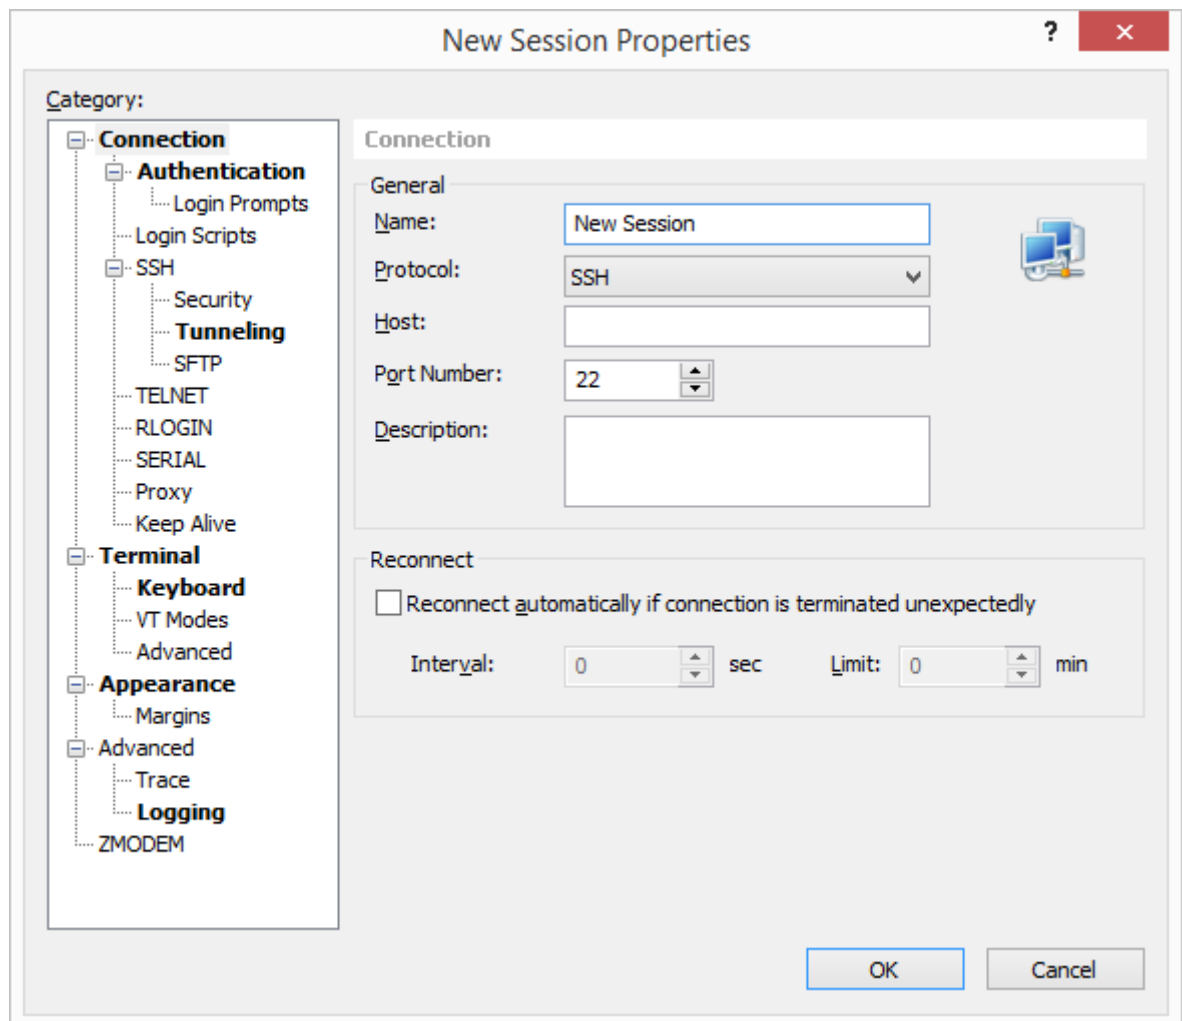 New Session Properties
?
Category:
Connection
Authentication
Login Prompts
Login Scripts
SSH
Security
Tunneling
SFTP
TELNET
RLOGIN
SERIAL
Proxy
Keep Alive
Terminal
Keyboard
VT Modes
Advanced
Appearance
Margins
Advanced
Trace
Logging
ZMODEM
Connection
General
Name: New Session
Protocol: SSH
Host:
Port Number: 22
Description:
Reconnect
Reconnect automatically if connection is terminated unexpectedly
Interval: 0 sec Limit: 0 min
OK Cancel